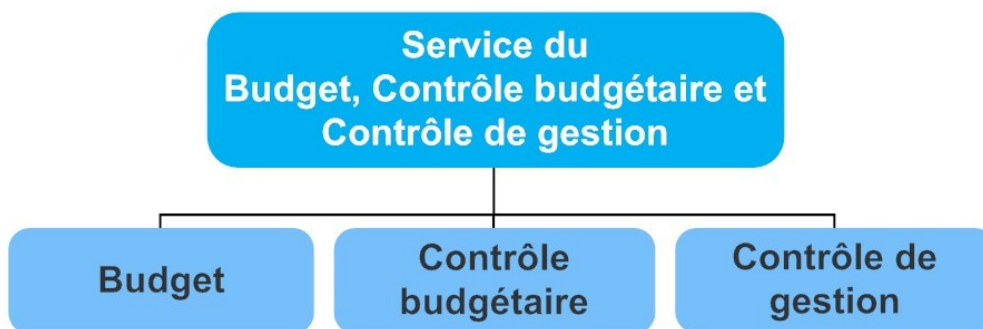 Service du
Budget, Contrôle budgétaire et
Contrôle de gestion
Budget
Contrôle
budgétaire
Contrôle de
gestion